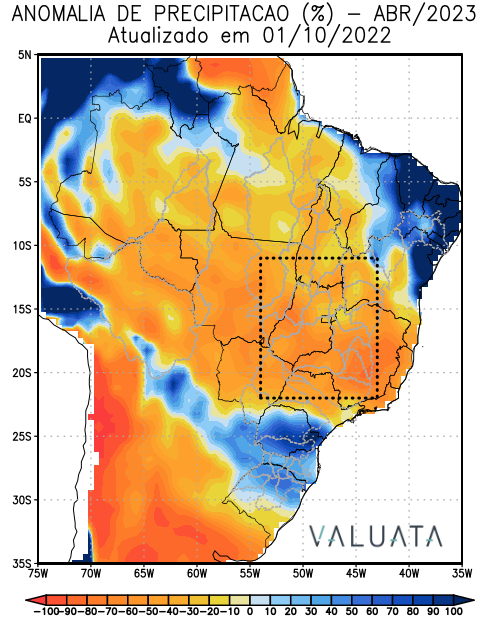 ANOMALIA DE PRECIPITACAO (%) – ABR/2023
Atualizado em 01/10/2022
5N
EQ
5S
10S
15S
20S
25S
30S
35S
75W 70W 65W 60W 55W 50W 45W 40W 35W
VALUATA
−100−90−80−70−60−50−40−30−20−10 0 10 20 30 40 50 60 70 80 90 100